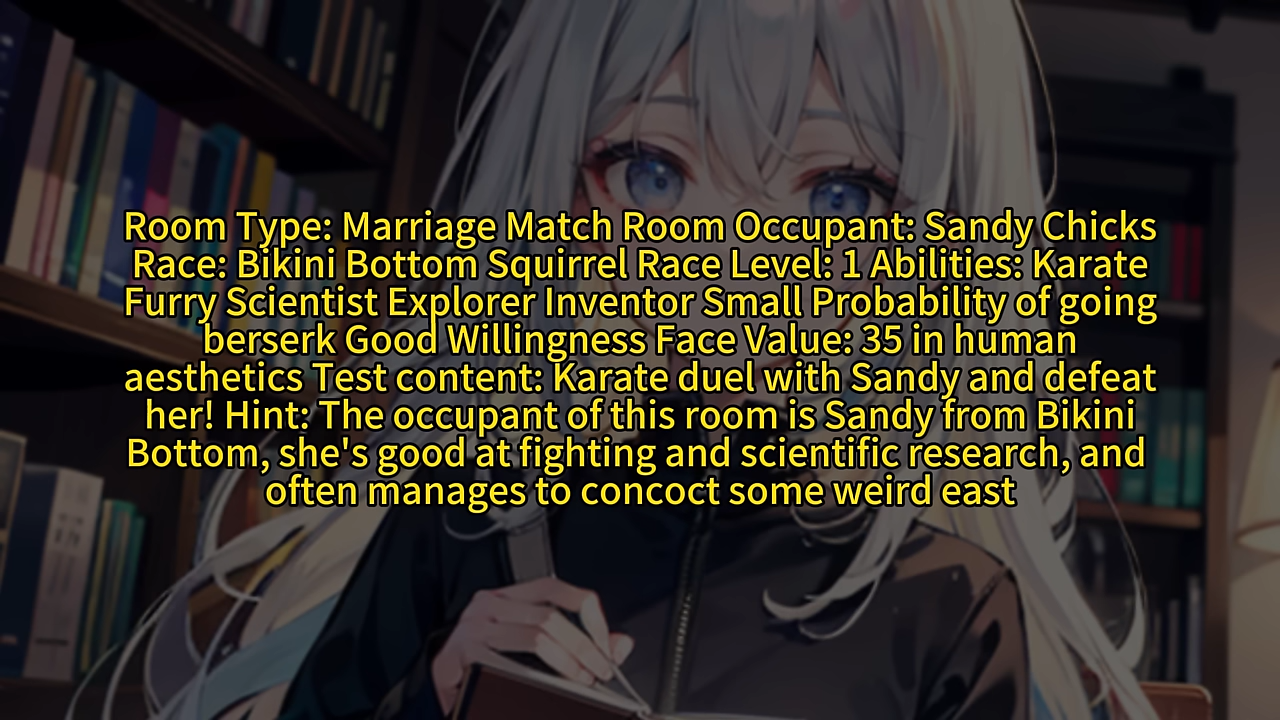 Room Type: Marriage Match Room Occupant: Sandy Chicks
Race: Bikini Bottom Squirrel Race Level: 1 Abilities: Karate
Furry Scientist Explorer Inventor Small Probability of going
berserk Good Willingness Face Value: 35 in human
aesthetics Test content: Karate duel with Sandy and defeat
her! Hint: The occupant of this room is Sandy from Bikini
Bottom, she's good at fighting and scientific research, and
often manages to concoct some weird east